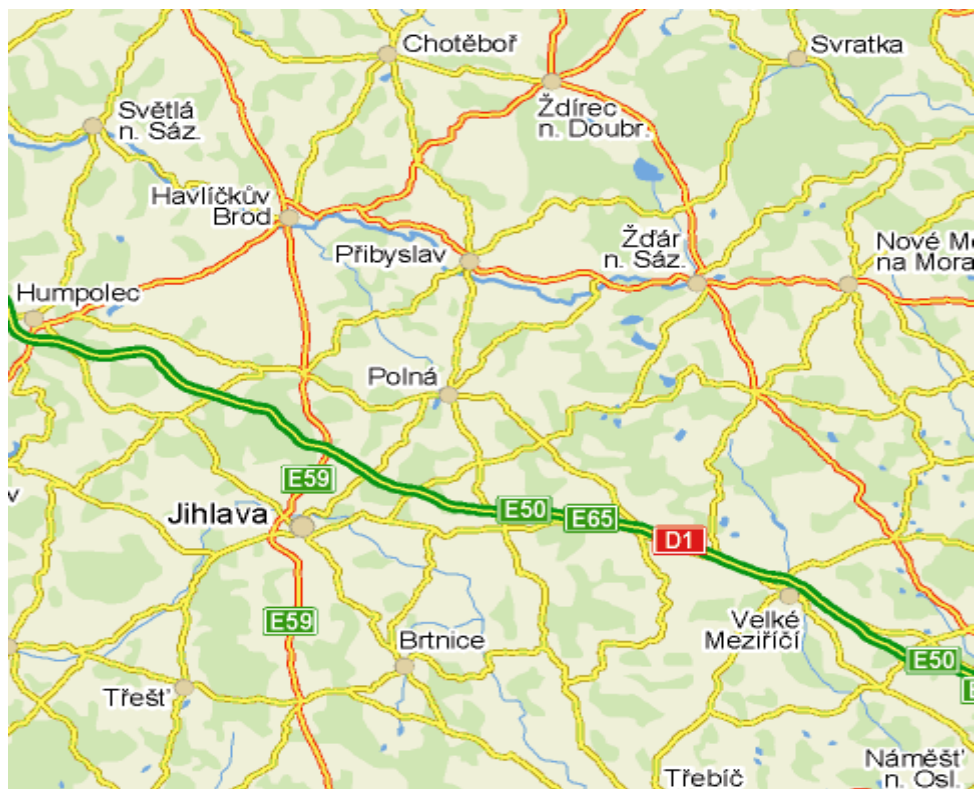 Chotěboř
Svratka
Světlá
n. Sáz.
Ždírec
n. Doubr.
Havlíčkův
Brod
Přibyslav
Žďár
n. Sáz.
Nové Mě
na Mora
Humpolec
Polná
E59
v
Jihlava
E50
E65
D1
E59
Brtnice
Velké
Meziříčí
E50
Třešť
Třebíč
Náměšť
n. Osl.